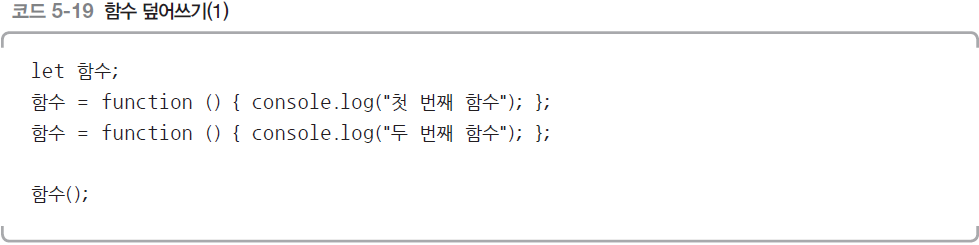 코드 5-19 함수 덮어쓰기(1)
let 함수;
함수 = function () { console.log("첫 번째 함수"); };
함수 = function () { console.log("두 번째 함수"); };
함수();